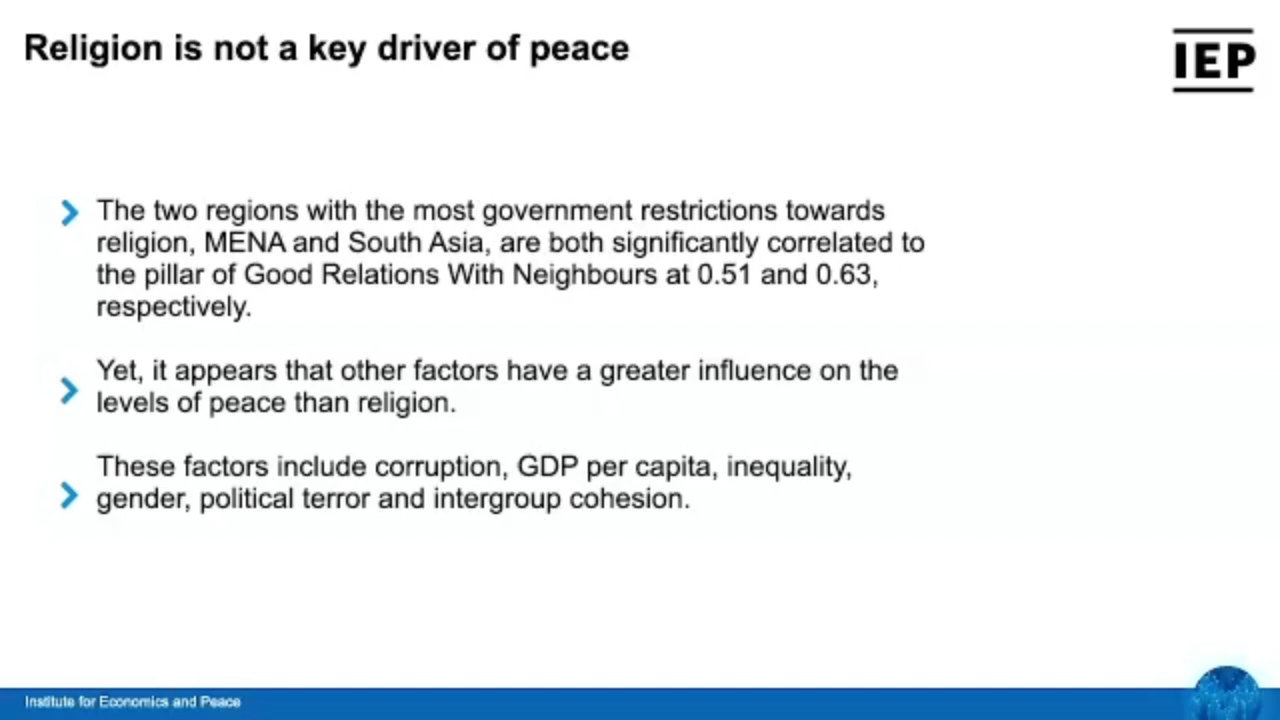 Religion is not a key driver of peace
IEP
The two regions with the most government restrictions towards
religion, MENA and South Asia, are both significantly correlated to
the pillar of Good Relations With Neighbours at 0.51 and 0.63,
respectively.
Yet, it appears that other factors have a greater influence on the
levels of peace than religion.
These factors include corruption, GDP per capita, inequality,
gender, political terror and intergroup cohesion.
Institute for Economics and Peace